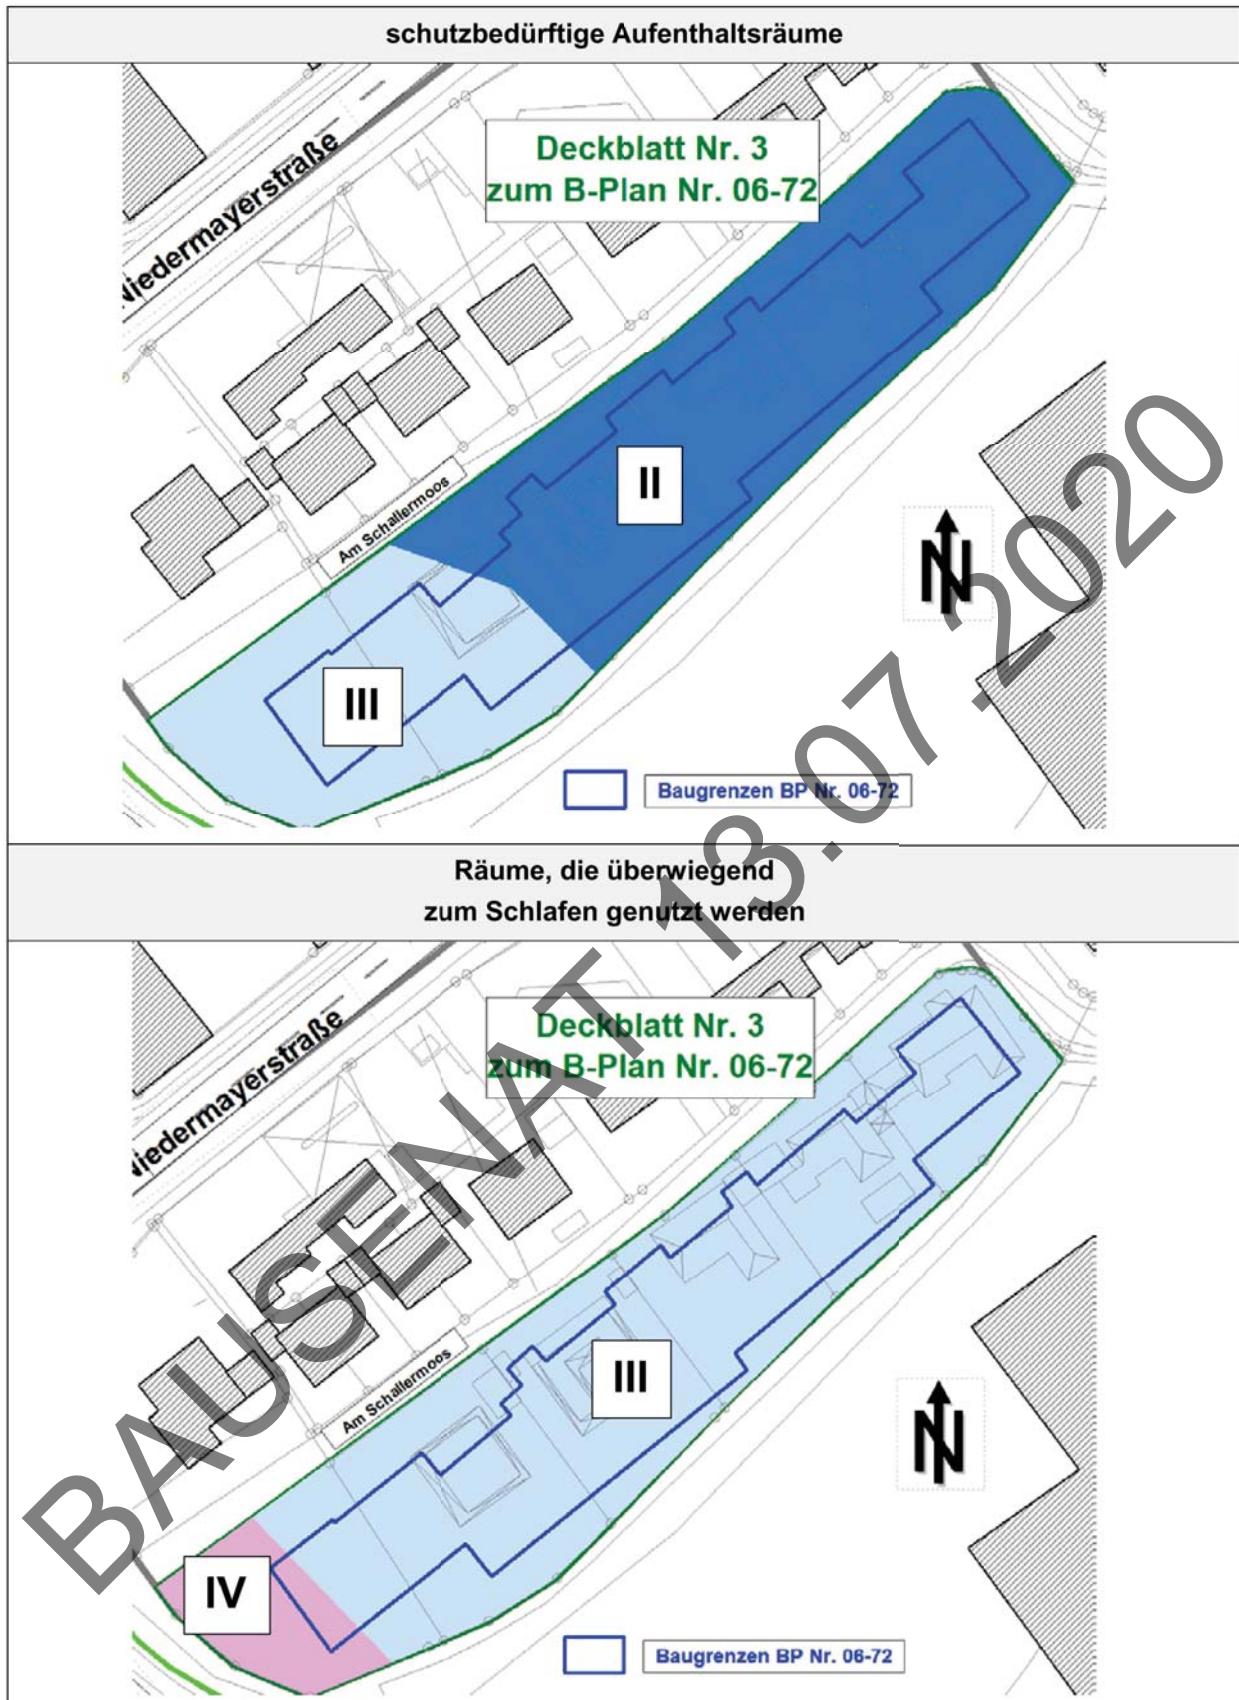 schutzbedürftige Aufenthaltsräume
Deckblatt Nr. 3
zum B-Plan Nr. 06-72
Niedermayerstraße
Am Schallermoos
II
III
N
Baugrenzen BP Nr. 06-72
Räume, die überwiegend
zum Schlafen genutzt werden
Deckblatt Nr. 3
zum B-Plan Nr. 06-72
Niedermayerstraße
Am Schallermoos
III
IV
N
Baugrenzen BP Nr. 06-72
BAUSENAT 13.07.2020